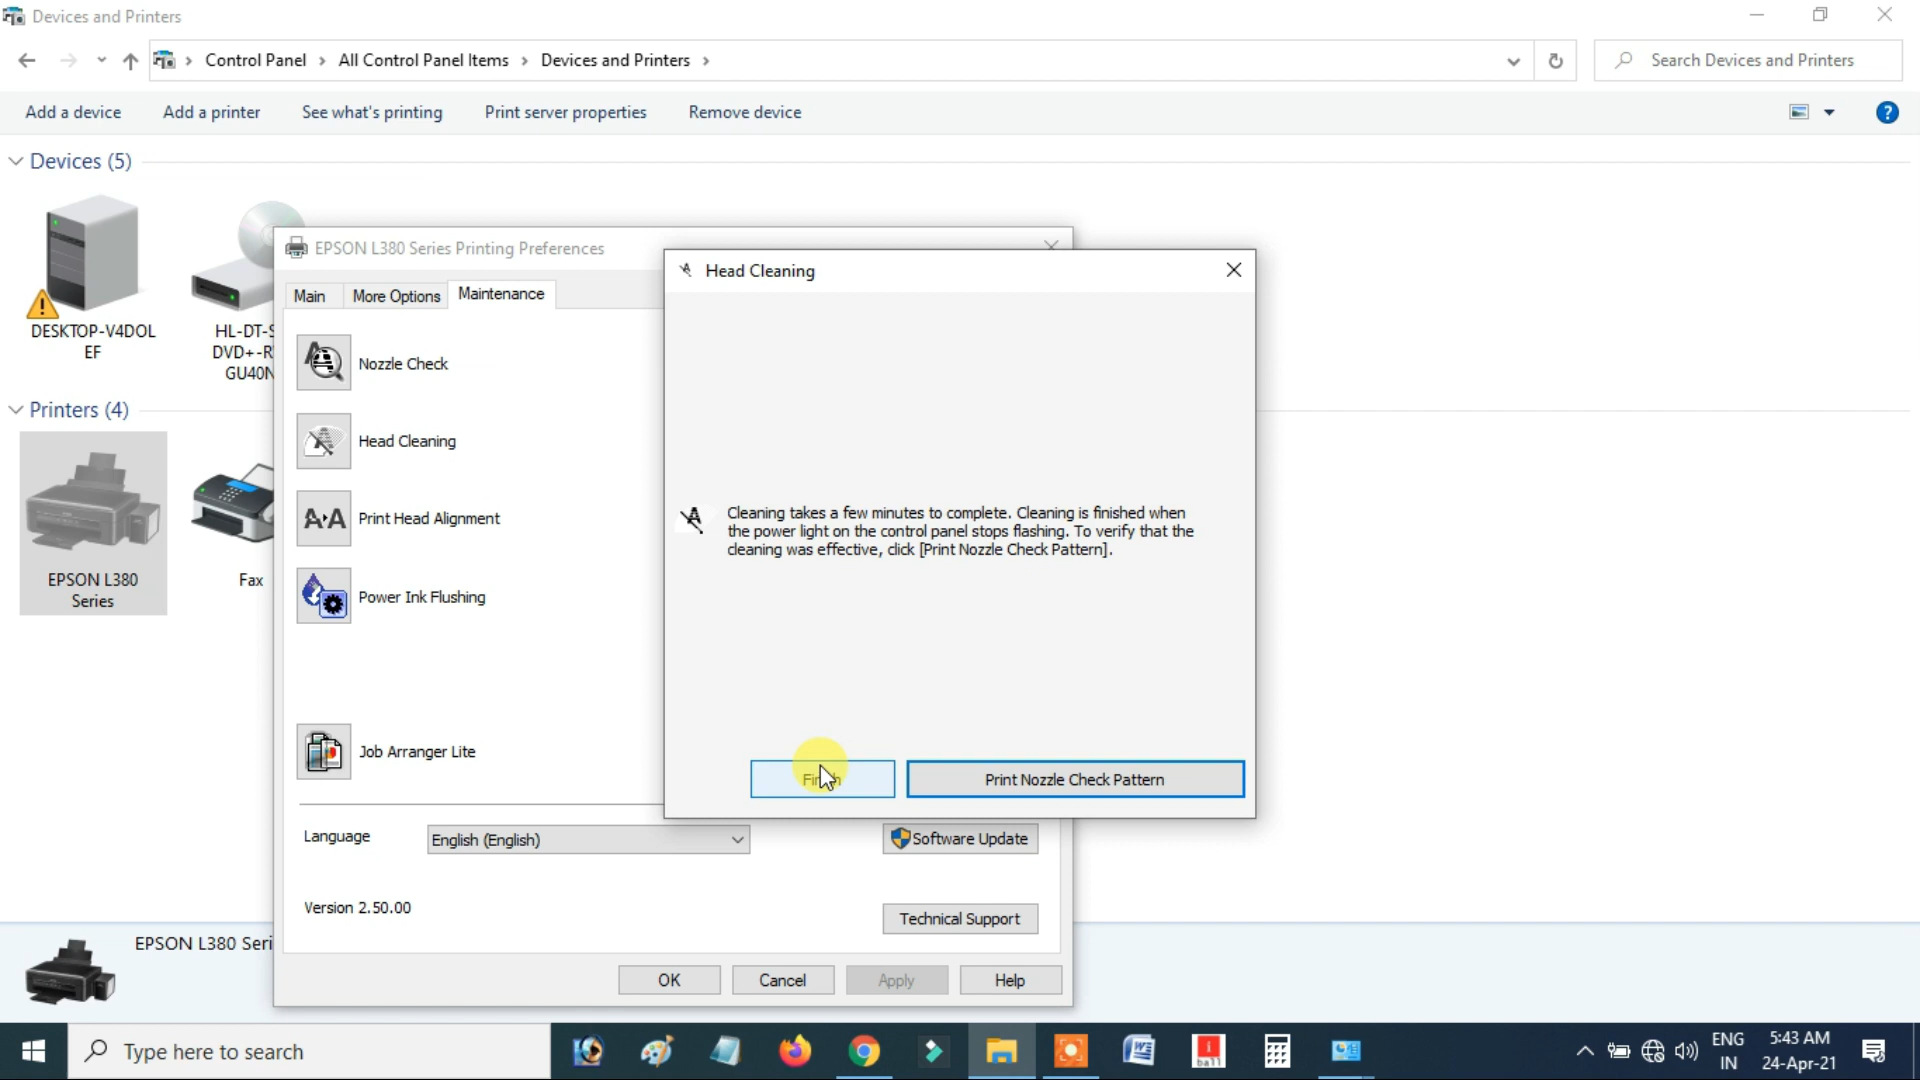 Devices and Printers
Control Panel > All Control Panel Items > Devices and Printers >
Search Devices and Printers
Add a device
Add a printer
See what's printing
Print server properties
Remove device
?
Devices (5)
DESKTOP-V4DOL
EF
HL-DT-S
DVD+-R
GU40N
Printers (4)
EPSON L380
Series
Fax
EPSON L380 Series Printing Preferences
Main
More Options
Maintenance
Nozzle Check
Head Cleaning
Print Head Alignment
Power Ink Flushing
Job Arranger Lite
Language
English (English)
Software Update
Version 2.50.00
Technical Support
OK
Cancel
Apply
Help
Head Cleaning
Cleaning takes a few minutes to complete. Cleaning is finished when
the power light on the control panel stops flashing. To verify that the
cleaning was effective, click [Print Nozzle Check Pattern].
Print Nozzle Check Pattern
EPSON L380 Seri
Type here to search
ball
ENG
IN
5:43 AM
24-Apr-21